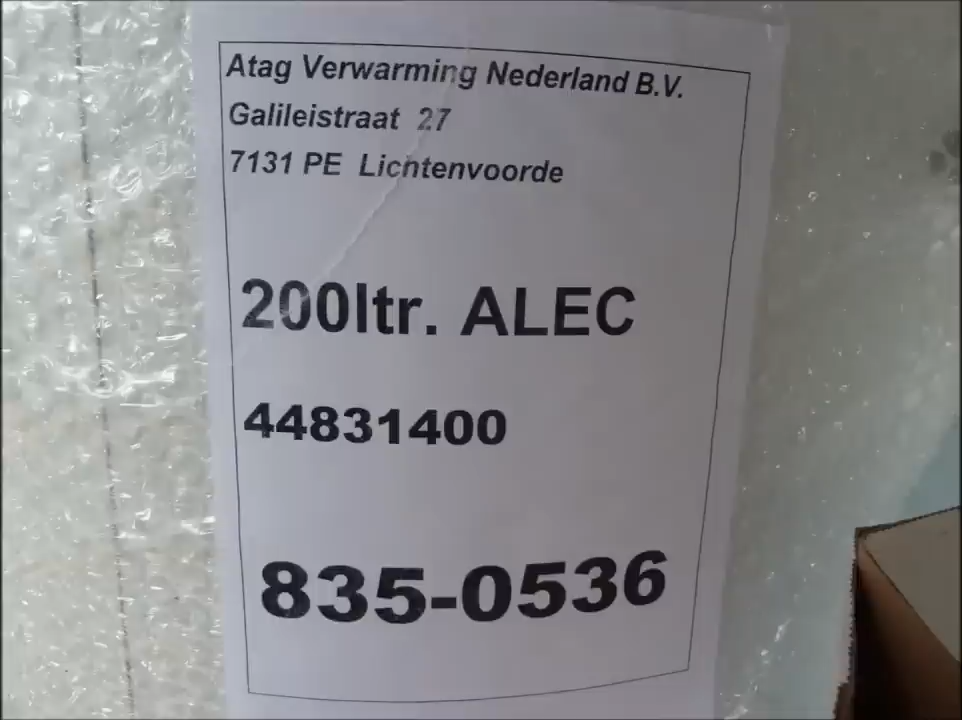 Atag Verwarming Nederland B.V.
Galileistraat 27
7131 PE Lichtenvoorde
200ltr. ALEC
44831400
835-0536